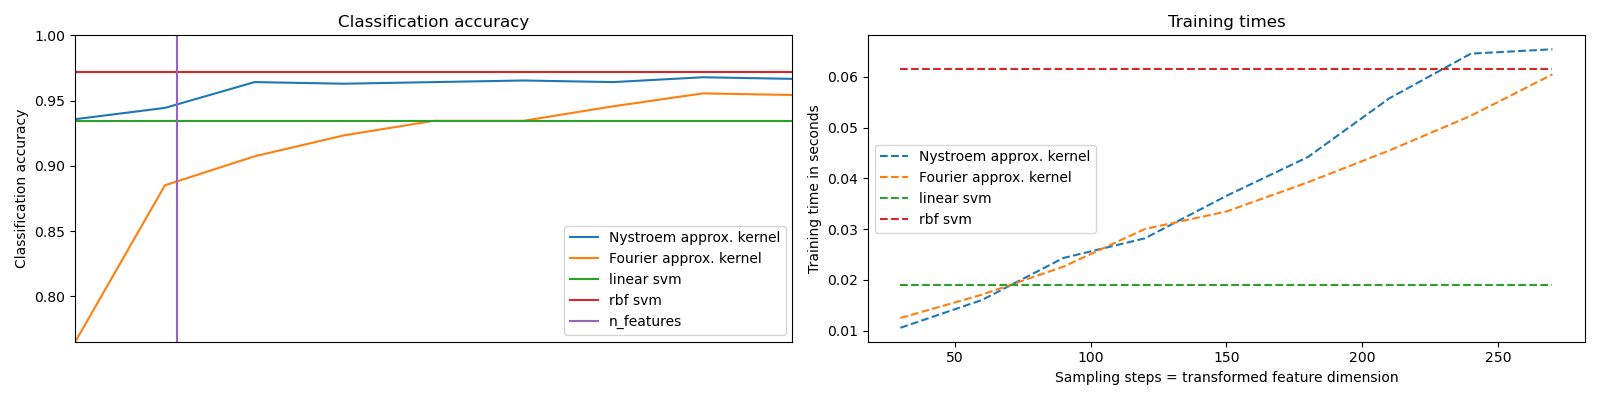 Classification accuracy
Classification accuracy
1.00
0.95
0.90
0.85
0.80
Nystroem approx. kernel
Fourier approx. kernel
linear svm
rbf svm
n_features
Training times
Training time in seconds
0.06
0.05
0.04
0.03
0.02
0.01
Nystroem approx. kernel
Fourier approx. kernel
linear svm
rbf svm
50 100 150 200 250
Sampling steps = transformed feature dimension